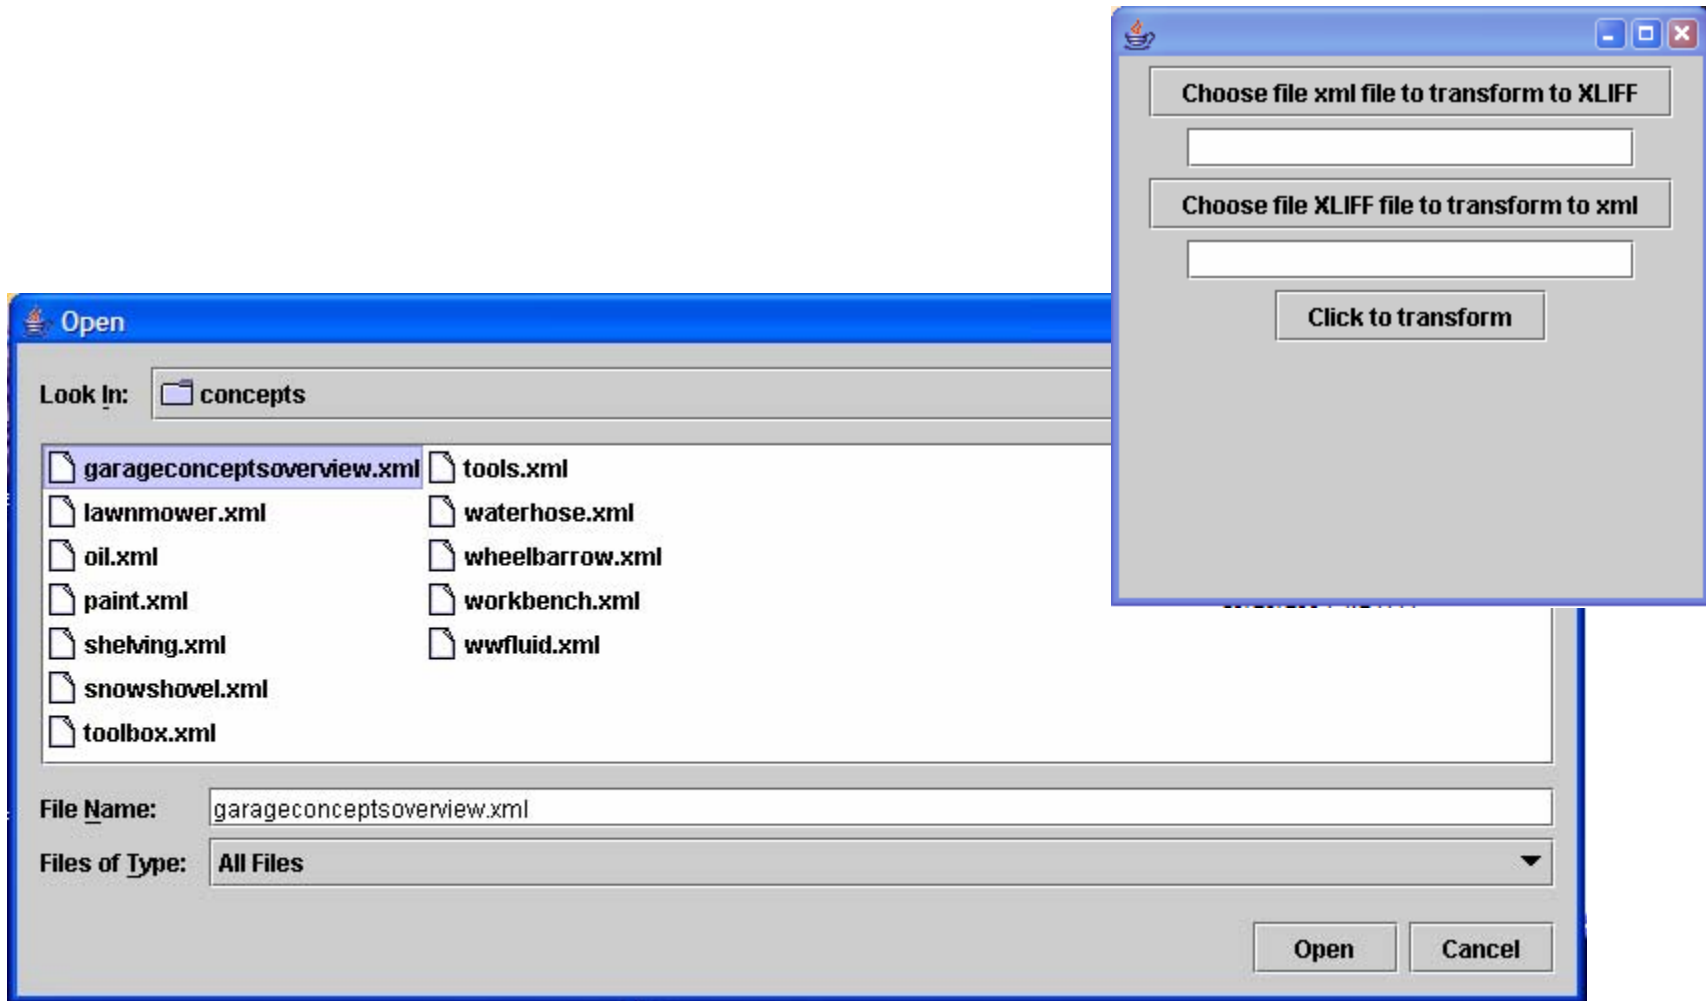 Choose file xml file to transform to XLIFF
Choose file XLIFF file to transform to xml
Click to transform
Open
Look In: concepts
garageconceptsoverview.xml
lawnmower.xml
oil.xml
paint.xml
shelving.xml
snowshovel.xml
toolbox.xml
tools.xml
waterhose.xml
wheelbarrow.xml
workbench.xml
wwfluid.xml
File Name: garageconceptsoverview.xml
Files of Type: All Files
Open Cancel